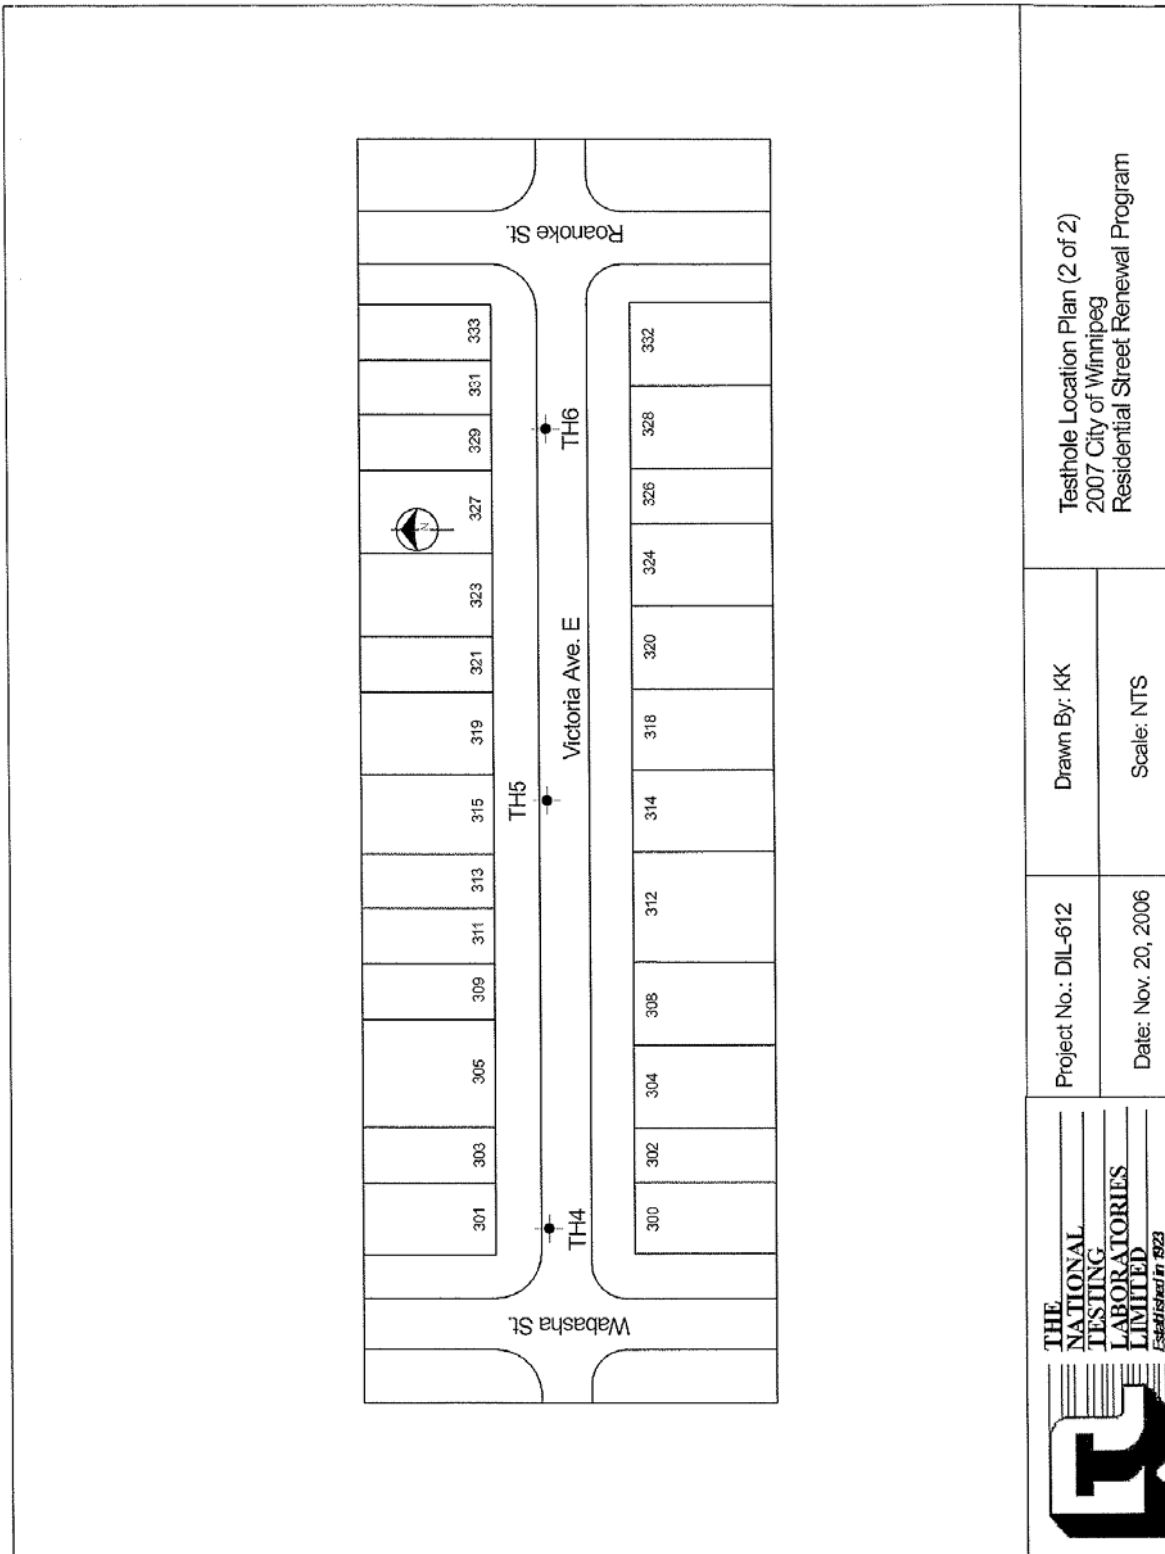 Roanoke St.
333
331
329
327
323
321
319
315
313
311
309
305
303
301
N
TH6
TH5
TH4
Victoria Ave. E
332
328
326
324
320
318
314
312
308
304
302
300
Wabasha St.
THE
NATIONAL
TESTING
LABORATORIES
LIMITED
Established in 1923
Project No.: DIL-612
Date: Nov. 20, 2006
Drawn By: KK
Scale: NTS
Testhole Location Plan (2 of 2)
2007 City of Winnipeg
Residential Street Renewal Program